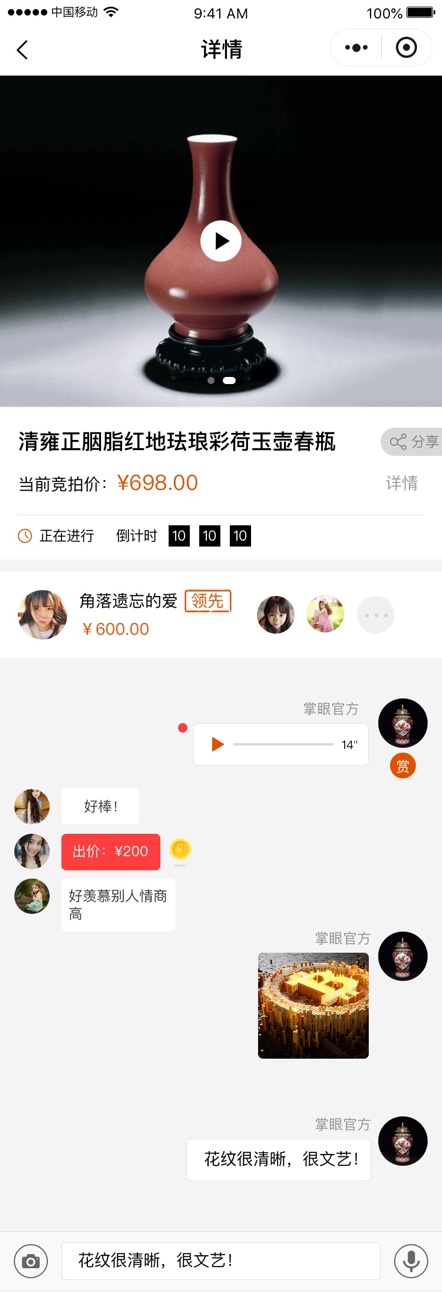 中国移动
9:41 AM
100%
详情
清雍正胭脂红地珐琅彩荷玉壶春瓶
分享
当前竞拍价：¥698.00
详情
正在进行 倒计时 10 10 10
角落遗忘的爱 领先
￥600.00
掌眼官方
14″
赏
好棒！
出价：¥200
好羡慕别人情商
高
掌眼官方
掌眼官方
花纹很清晰，很文艺！
花纹很清晰，很文艺！